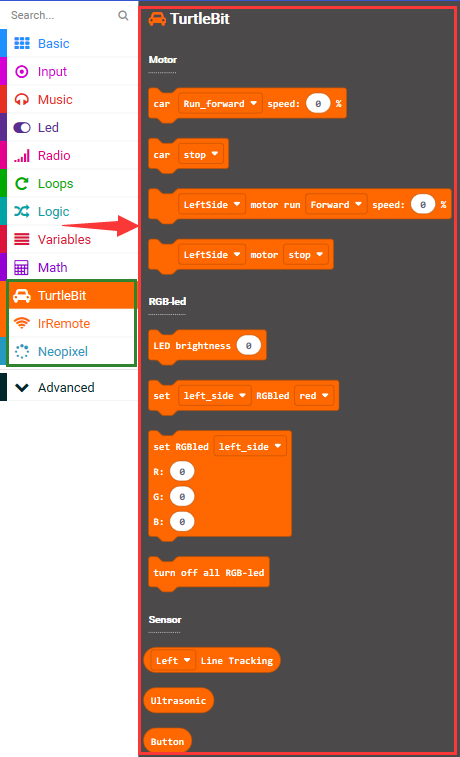 Search...
Basic
Input
Music
Led
Radio
Loops
Logic
Variables
Math
TurtleBit
IrRemote
Neopixel
Advanced
TurtleBit
Motor
car Run_forward speed: 0 %
car stop
LeftSide motor run Forward speed: 0 %
LeftSide motor stop
RGB-led
LED brightness 0
set left_side RGBled red
set RGBled left_side
R: 0
G: 0
B: 0
turn off all RGB-led
Sensor
Left Line Tracking
Ultrasonic
Button